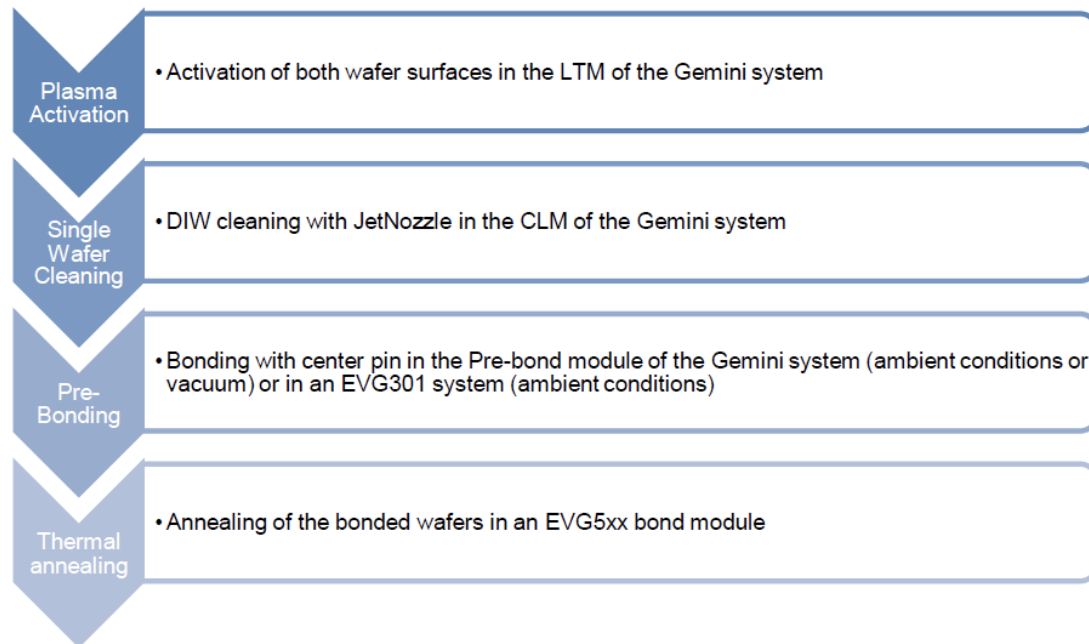 Plasma
Activation
• Activation of both wafer surfaces in the LTM of the Gemini system
Single
Wafer
Cleaning
• DIW cleaning with JetNozzle in the CLM of the Gemini system
Pre-
Bonding
• Bonding with center pin in the Pre-bond module of the Gemini system (ambient conditions or
vacuum) or in an EVG301 system (ambient conditions)
Thermal
annealing
• Annealing of the bonded wafers in an EVG5xx bond module